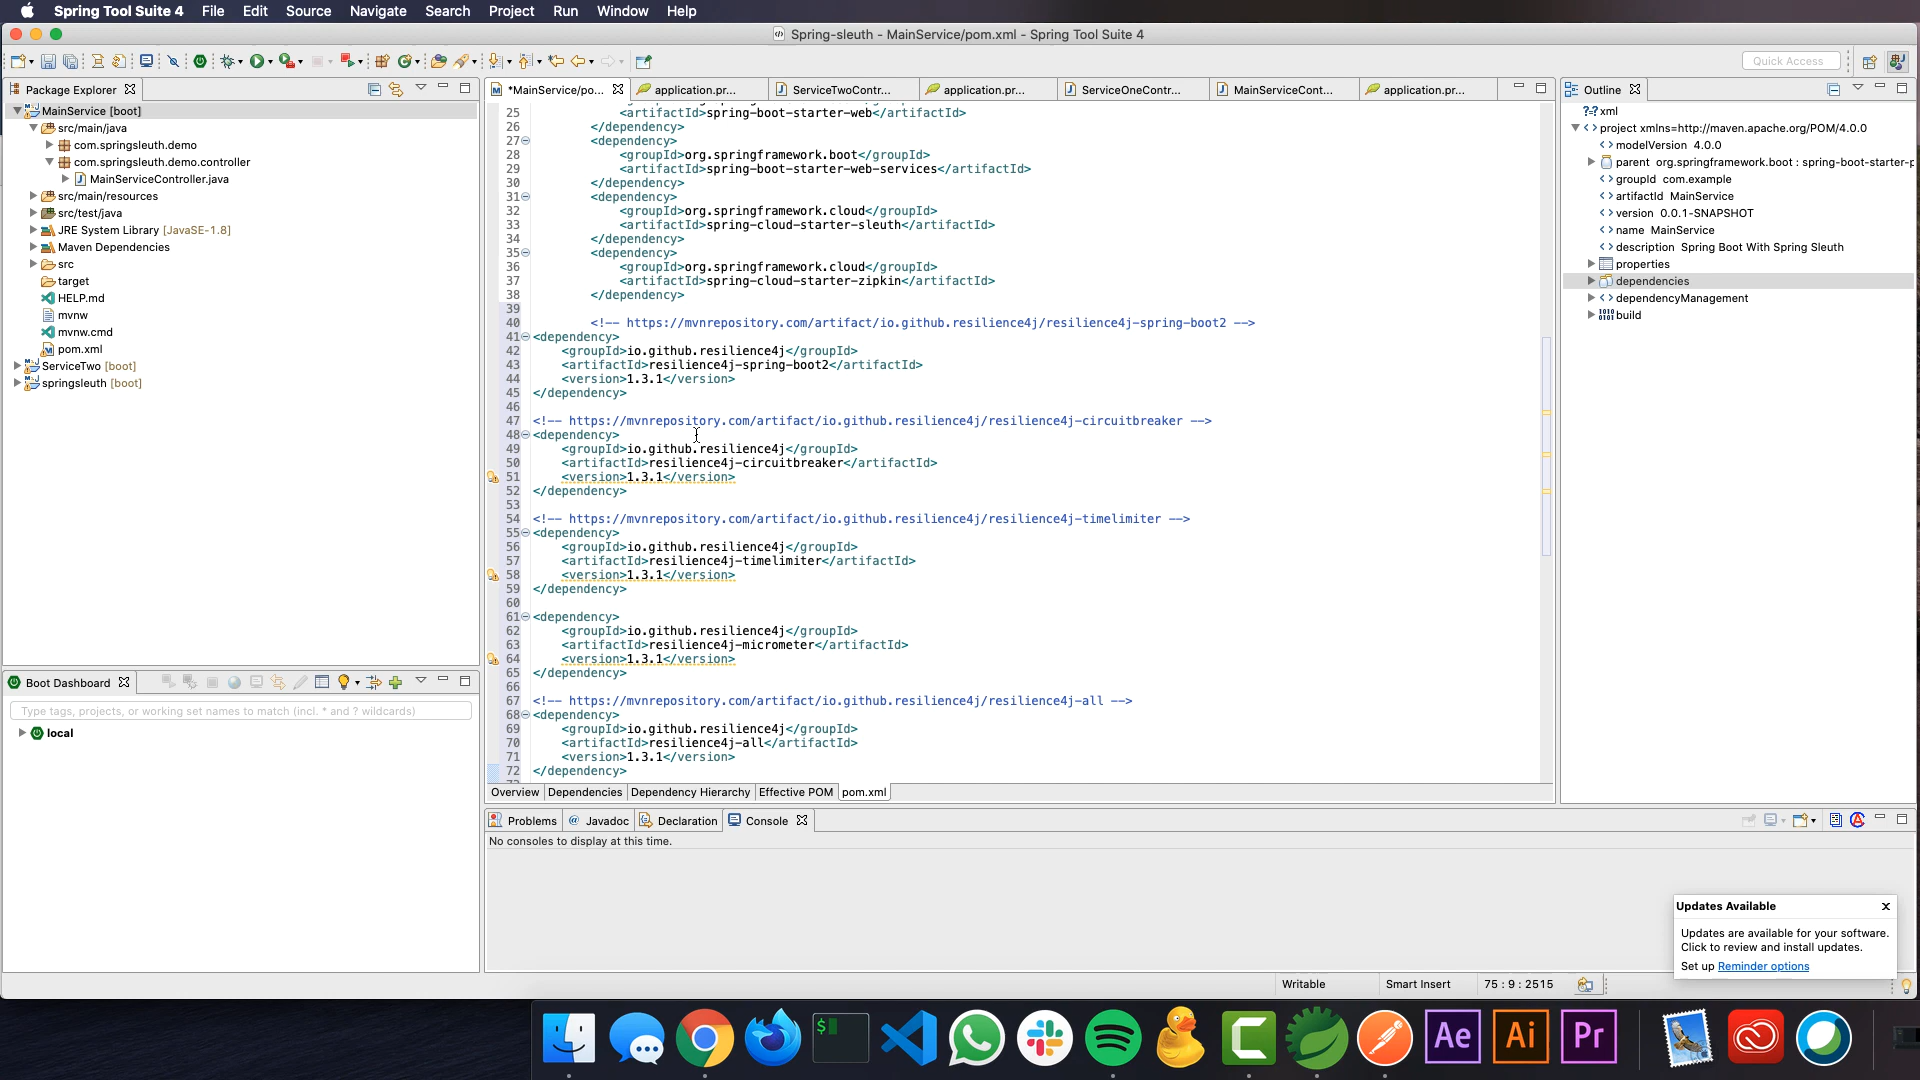 Spring Tool Suite 4 File Edit Source Navigate Search Project Run Window Help
Spring-sleuth - MainService/pom.xml - Spring Tool Suite 4
Quick Access
Package Explorer
MainService [boot]
src/main/java
com.springsleuth.demo
com.springsleuth.demo.controller
MainServiceController.java
src/main/resources
src/test/java
JRE System Library [JavaSE-1.8]
Maven Dependencies
src
target
HELP.md
mvnw
mvnw.cmd
pom.xml
ServiceTwo [boot]
springsleuth [boot]
Boot Dashboard
Type tags, projects, or working set names to match (incl. * and ? wildcards)
local
*MainService/po... application.pr... ServiceTwoContr... application.pr... ServiceOneContr... MainServiceCont... application.pr...
25 <artifactId>spring-boot-starter-web</artifactId>
26 </dependency>
27 <dependency>
28 <groupId>org.springframework.boot</groupId>
29 <artifactId>spring-boot-starter-web-services</artifactId>
30 </dependency>
31 <dependency>
32 <groupId>org.springframework.cloud</groupId>
33 <artifactId>spring-cloud-starter-sleuth</artifactId>
34 </dependency>
35 <dependency>
36 <groupId>org.springframework.cloud</groupId>
37 <artifactId>spring-cloud-starter-zipkin</artifactId>
38 </dependency>
39
40 <!-- https://mvnrepository.com/artifact/io.github.resilience4j/resilience4j-spring-boot2 -->
41 <dependency>
42 <groupId>io.github.resilience4j</groupId>
43 <artifactId>resilience4j-spring-boot2</artifactId>
44 <version>1.3.1</version>
45 </dependency>
46
47 <!-- https://mvnrepository.com/artifact/io.github.resilience4j/resilience4j-circuitbreaker -->
48 <dependency>
49 <groupId>io.github.resilience4j</groupId>
50 <artifactId>resilience4j-circuitbreaker</artifactId>
51 <version>1.3.1</version>
52 </dependency>
53
54 <!-- https://mvnrepository.com/artifact/io.github.resilience4j/resilience4j-timelimiter -->
55 <dependency>
56 <groupId>io.github.resilience4j</groupId>
57 <artifactId>resilience4j-timelimiter</artifactId>
58 <version>1.3.1</version>
59 </dependency>
60
61 <dependency>
62 <groupId>io.github.resilience4j</groupId>
63 <artifactId>resilience4j-micrometer</artifactId>
64 <version>1.3.1</version>
65 </dependency>
66
67 <!-- https://mvnrepository.com/artifact/io.github.resilience4j/resilience4j-all -->
68 <dependency>
69 <groupId>io.github.resilience4j</groupId>
70 <artifactId>resilience4j-all</artifactId>
71 <version>1.3.1</version>
72 </dependency>
Overview Dependencies Dependency Hierarchy Effective POM pom.xml
Problems Javadoc Declaration Console
No consoles to display at this time.
Outline
xml
project xmlns=http://maven.apache.org/POM/4.0.0
modelVersion 4.0.0
parent org.springframework.boot : spring-boot-starter-p
groupId com.example
artifactId MainService
version 0.0.1-SNAPSHOT
name MainService
description Spring Boot With Spring Sleuth
properties
dependencies
dependencyManagement
build
Updates Available
Updates are available for your software.
Click to review and install updates.
Set up Reminder options
Writable Smart Insert 75 : 9 : 2515
Ae Ai Pr